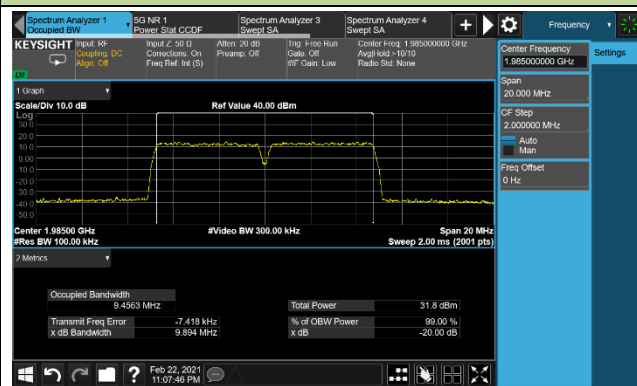 Spectrum Analyzer 1
Occupied BW
5G NR 1
Power Stat CCDF
Spectrum Analyzer 3
Swept SA
Spectrum Analyzer 4
Swept SA
Frequency
KEYSIGHT
Input: RF
Coupling: DC
Align: Off
Input Z: 50 Ω
Corrections: On
Freq Ref: Int (S)
Atten: 20 dB
Preamp: Off
Trig: Free Run
Gate: Off
#IF Gain: Low
Center Freq: 1.985000000 GHz
Avg|Hold:>10/10
Radio Std: None
Center Frequency
1.985000000 GHz
Settings
Span
20.000 MHz
CF Step
2.000000 MHz
Auto
Man
Freq Offset
0 Hz
1 Graph
Scale/Div 10.0 dB
Ref Value 40.00 dBm
Log
30.0
20.0
10.0
0.00
-10.0
-20.0
-30.0
-40.0
-50.0
Center 1.98500 GHz
#Video BW 300.00 kHz
Span 20 MHz
#Res BW 100.00 kHz
Sweep 2.00 ms (2001 pts)
2 Metrics
Occupied Bandwidth
9.4563 MHz
Total Power
31.8 dBm
Transmit Freq Error
-7.418 kHz
% of OBW Power
99.00 %
x dB Bandwidth
9.894 MHz
x dB
-20.00 dB
Feb 22, 2021
11:07:46 PM